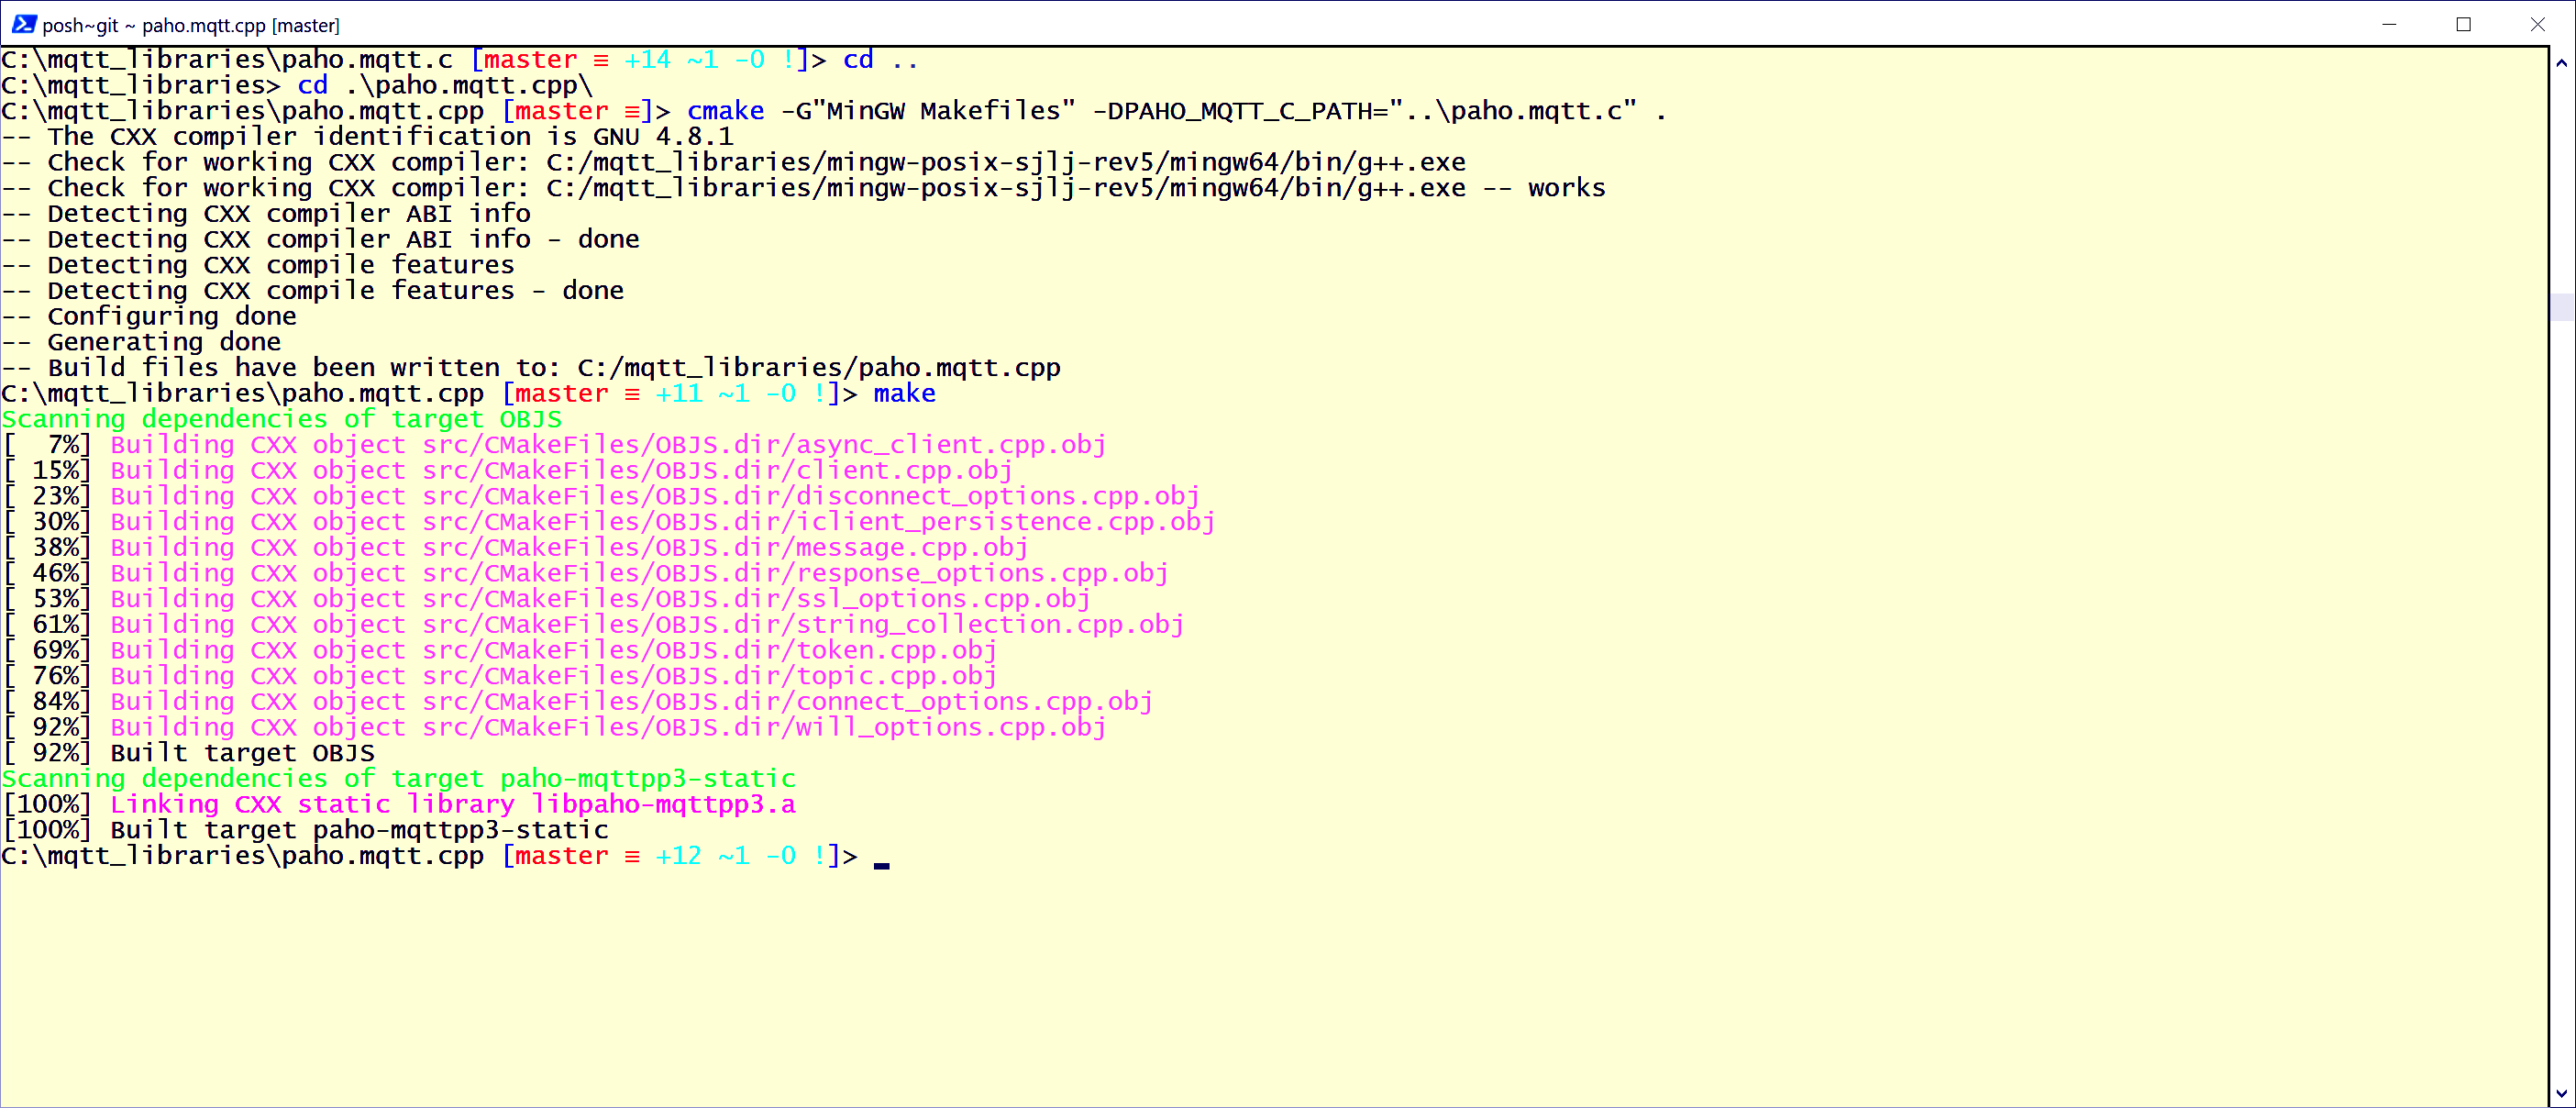 posh~git ~ paho.mqtt.cpp [master]
C:\mqtt_libraries\paho.mqtt.c [master ≡ +14 ~1 -0 !]> cd ..
C:\mqtt_libraries> cd .\paho.mqtt.cpp\
C:\mqtt_libraries\paho.mqtt.cpp [master ≡]> cmake -G"MinGW Makefiles" -DPAHO_MQTT_C_PATH="..\paho.mqtt.c" .
-- The CXX compiler identification is GNU 4.8.1
-- Check for working CXX compiler: C:/mqtt_libraries/mingw-posix-sjlj-rev5/mingw64/bin/g++.exe
-- Check for working CXX compiler: C:/mqtt_libraries/mingw-posix-sjlj-rev5/mingw64/bin/g++.exe -- works
-- Detecting CXX compiler ABI info
-- Detecting CXX compiler ABI info - done
-- Detecting CXX compile features
-- Detecting CXX compile features - done
-- Configuring done
-- Generating done
-- Build files have been written to: C:/mqtt_libraries/paho.mqtt.cpp
C:\mqtt_libraries\paho.mqtt.cpp [master ≡ +11 ~1 -0 !]> make
Scanning dependencies of target OBJS
[  7%] Building CXX object src/CMakeFiles/OBJS.dir/async_client.cpp.obj
[ 15%] Building CXX object src/CMakeFiles/OBJS.dir/client.cpp.obj
[ 23%] Building CXX object src/CMakeFiles/OBJS.dir/disconnect_options.cpp.obj
[ 30%] Building CXX object src/CMakeFiles/OBJS.dir/iclient_persistence.cpp.obj
[ 38%] Building CXX object src/CMakeFiles/OBJS.dir/message.cpp.obj
[ 46%] Building CXX object src/CMakeFiles/OBJS.dir/response_options.cpp.obj
[ 53%] Building CXX object src/CMakeFiles/OBJS.dir/ssl_options.cpp.obj
[ 61%] Building CXX object src/CMakeFiles/OBJS.dir/string_collection.cpp.obj
[ 69%] Building CXX object src/CMakeFiles/OBJS.dir/token.cpp.obj
[ 76%] Building CXX object src/CMakeFiles/OBJS.dir/topic.cpp.obj
[ 84%] Building CXX object src/CMakeFiles/OBJS.dir/connect_options.cpp.obj
[ 92%] Building CXX object src/CMakeFiles/OBJS.dir/will_options.cpp.obj
[ 92%] Built target OBJS
Scanning dependencies of target paho-mqttpp3-static
[100%] Linking CXX static library libpaho-mqttpp3.a
[100%] Built target paho-mqttpp3-static
C:\mqtt_libraries\paho.mqtt.cpp [master ≡ +12 ~1 -0 !]> _